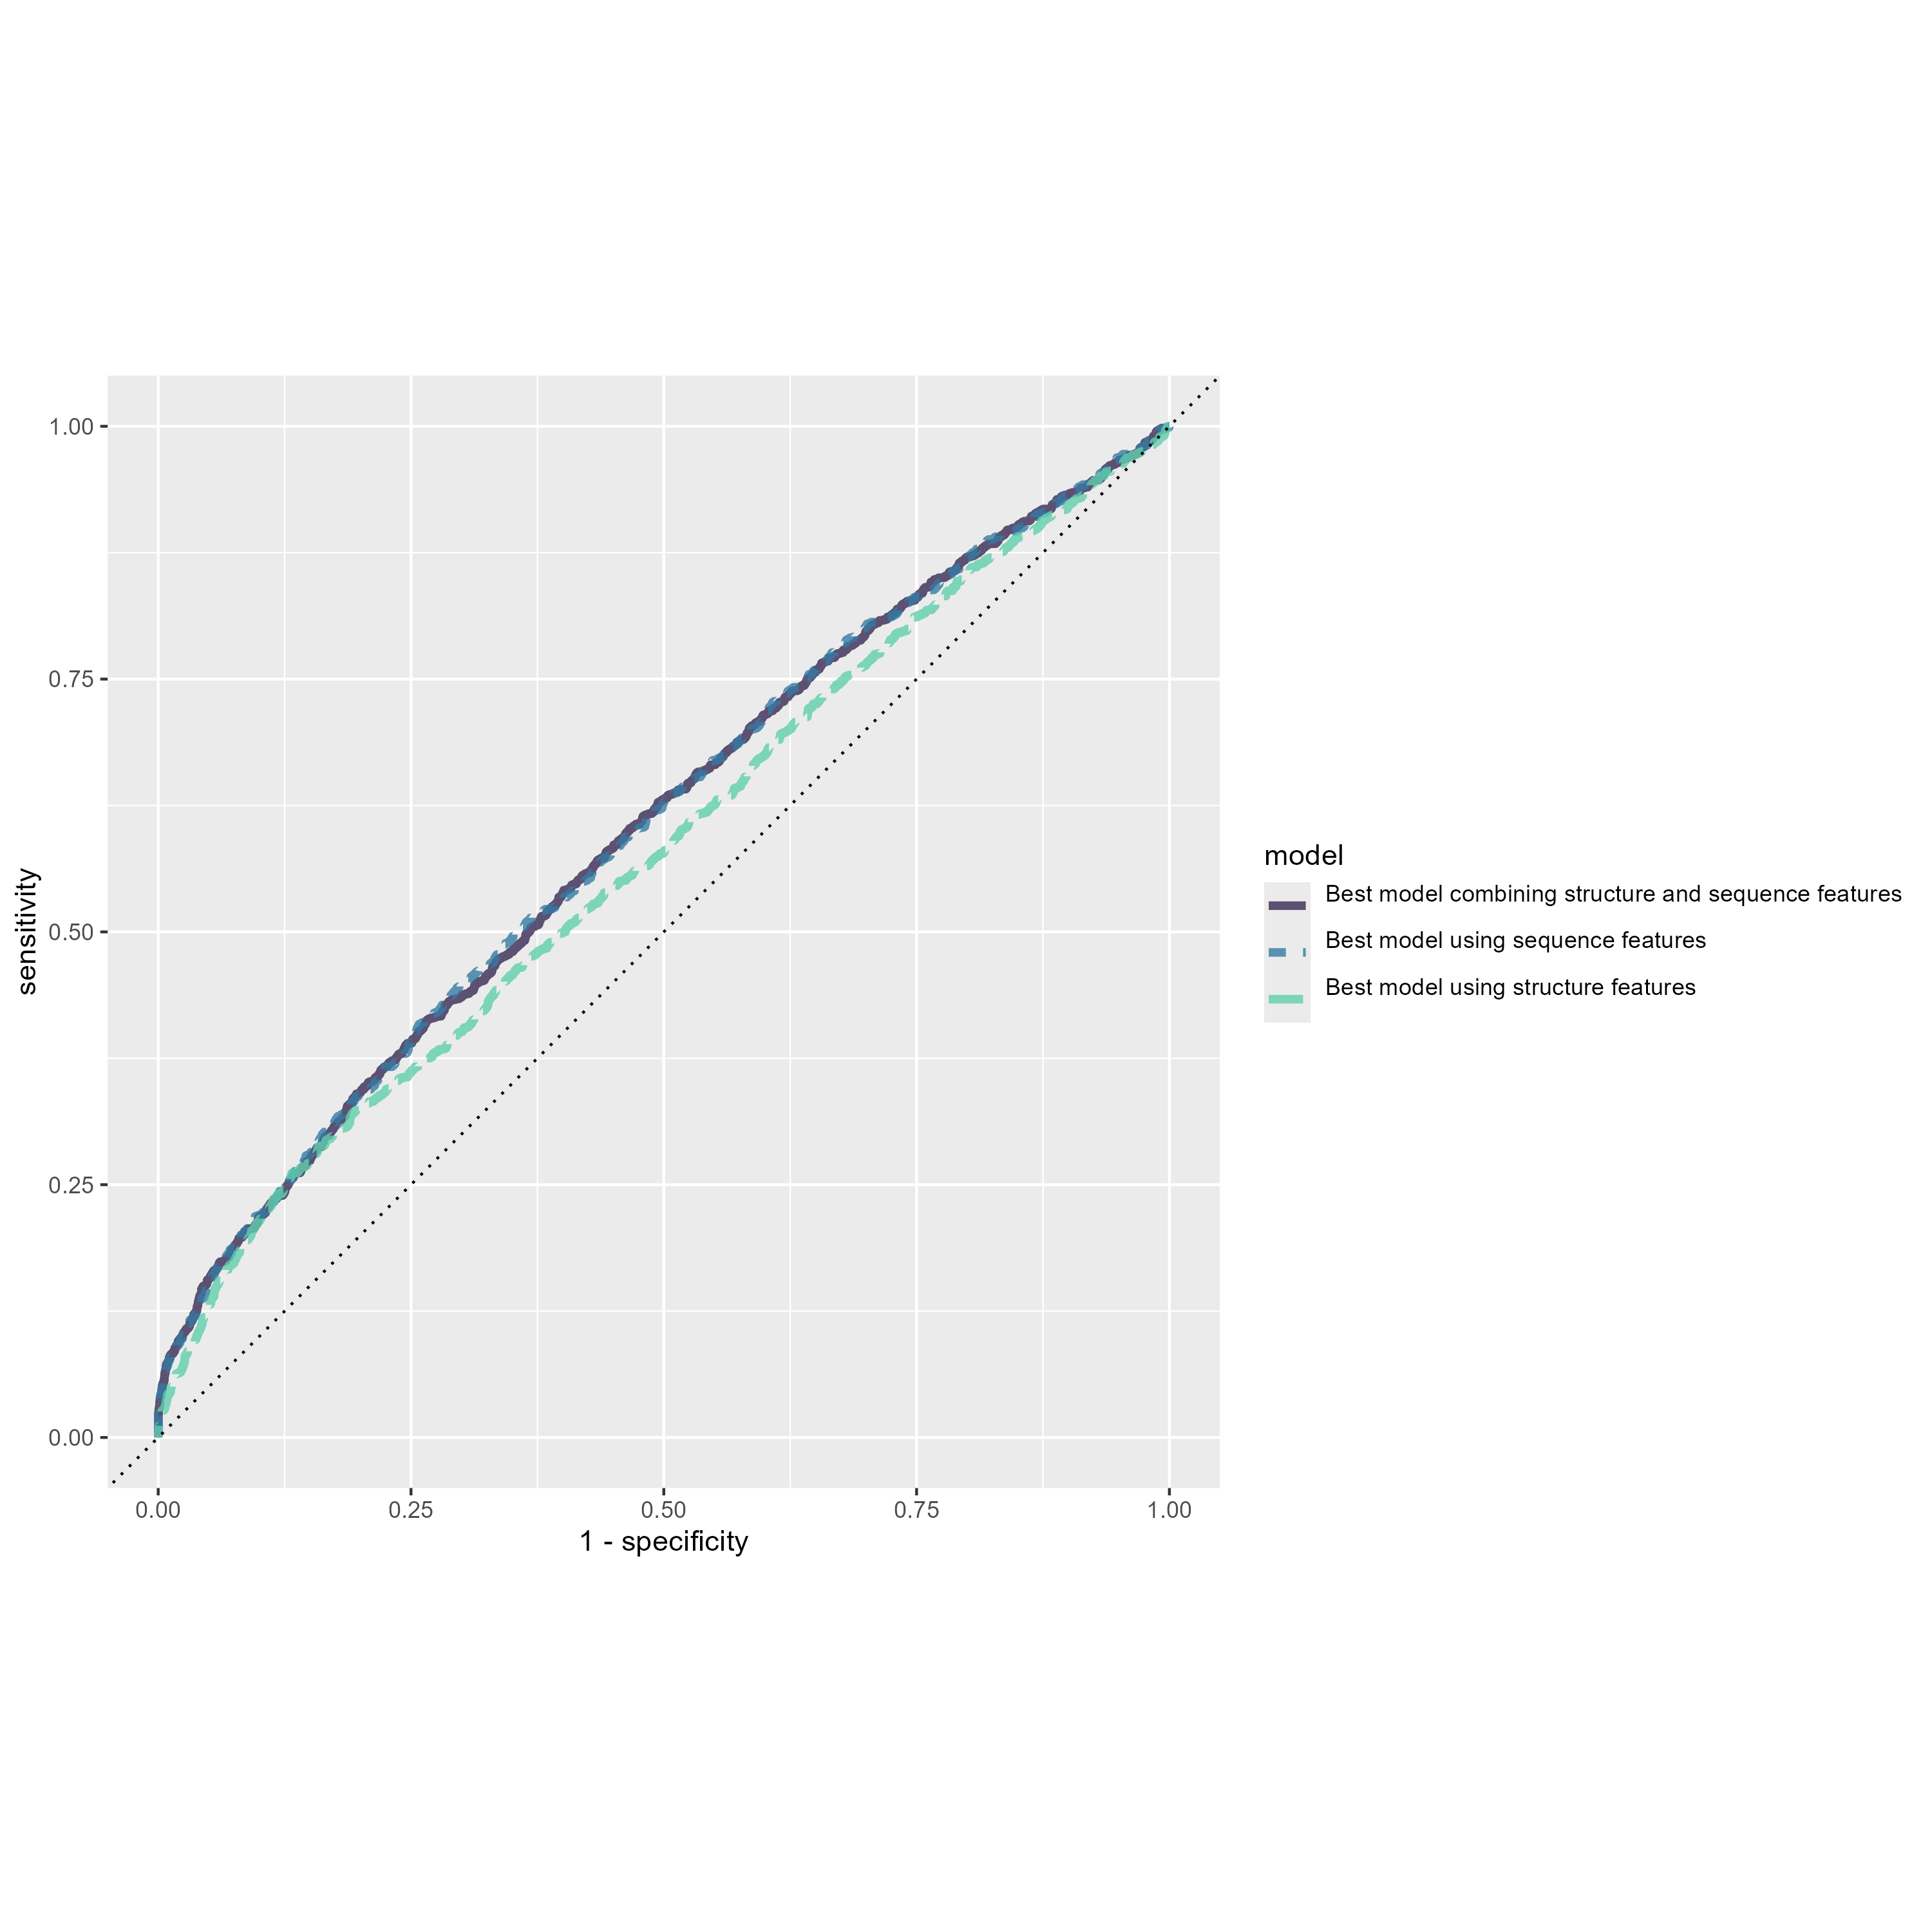 1.00
0.75
0.50
0.25
0.00
sensitivity
0.00 0.25 0.50 0.75 1.00
1 - specificity
model
Best model combining structure and sequence features
Best model using sequence features
Best model using structure features